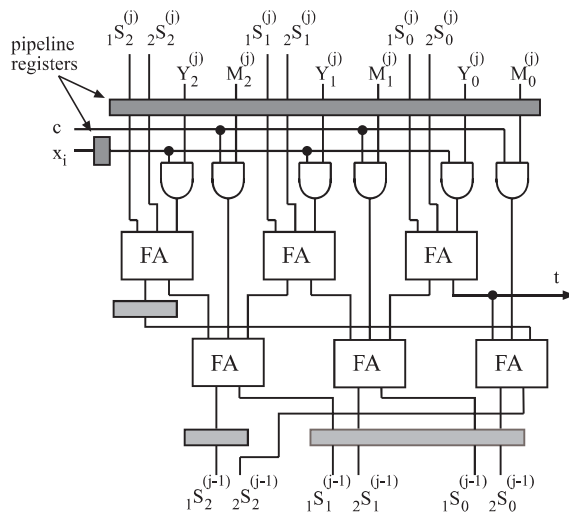 ₁S₂⁽ʲ⁾ ₂S₂⁽ʲ⁾ ₁S₁⁽ʲ⁾ ₂S₁⁽ʲ⁾ ₁S₀⁽ʲ⁾ ₂S₀⁽ʲ⁾
pipeline
registers
Y₂⁽ʲ⁾ M₂⁽ʲ⁾ Y₁⁽ʲ⁾ M₁⁽ʲ⁾ Y₀⁽ʲ⁾ M₀⁽ʲ⁾
c
xᵢ
FA FA FA
t
FA FA FA
₁S₂⁽ʲ⁻¹⁾ ₂S₂⁽ʲ⁻¹⁾ ₁S₁⁽ʲ⁻¹⁾ ₂S₁⁽ʲ⁻¹⁾ ₁S₀⁽ʲ⁻¹⁾ ₂S₀⁽ʲ⁻¹⁾